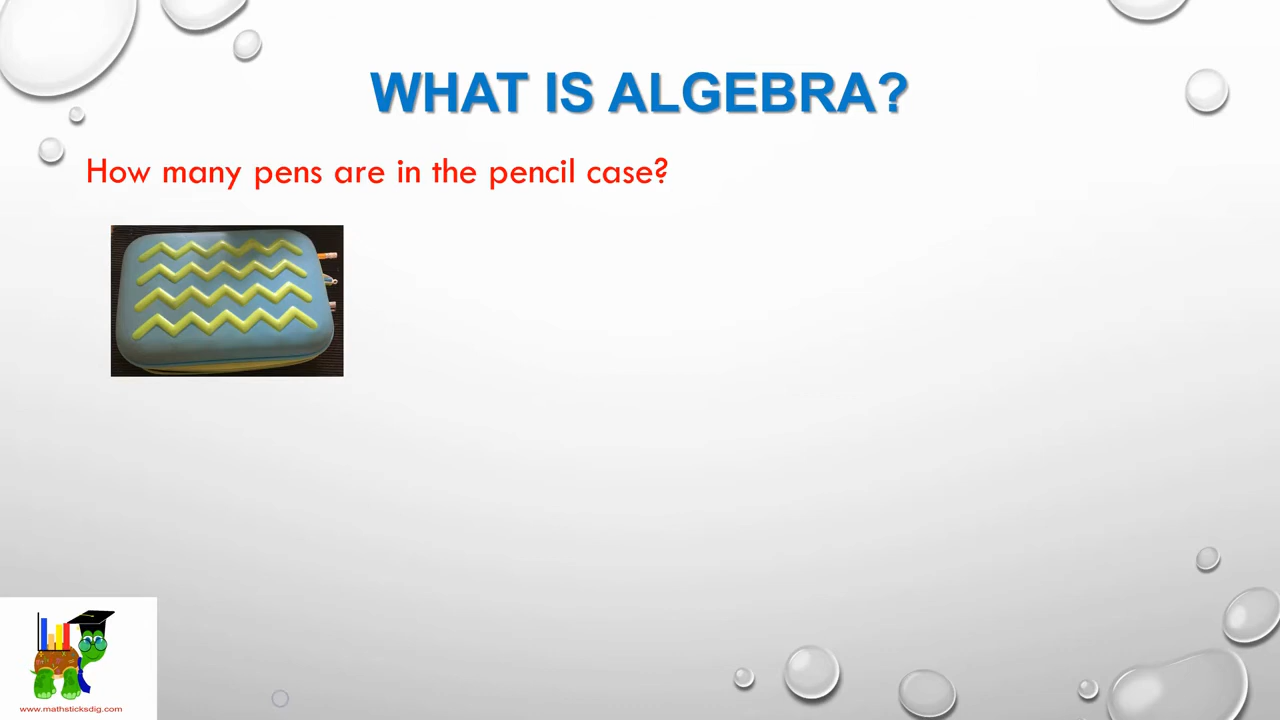 WHAT IS ALGEBRA?
How many pens are in the pencil case?
www.mathsticksdig.com